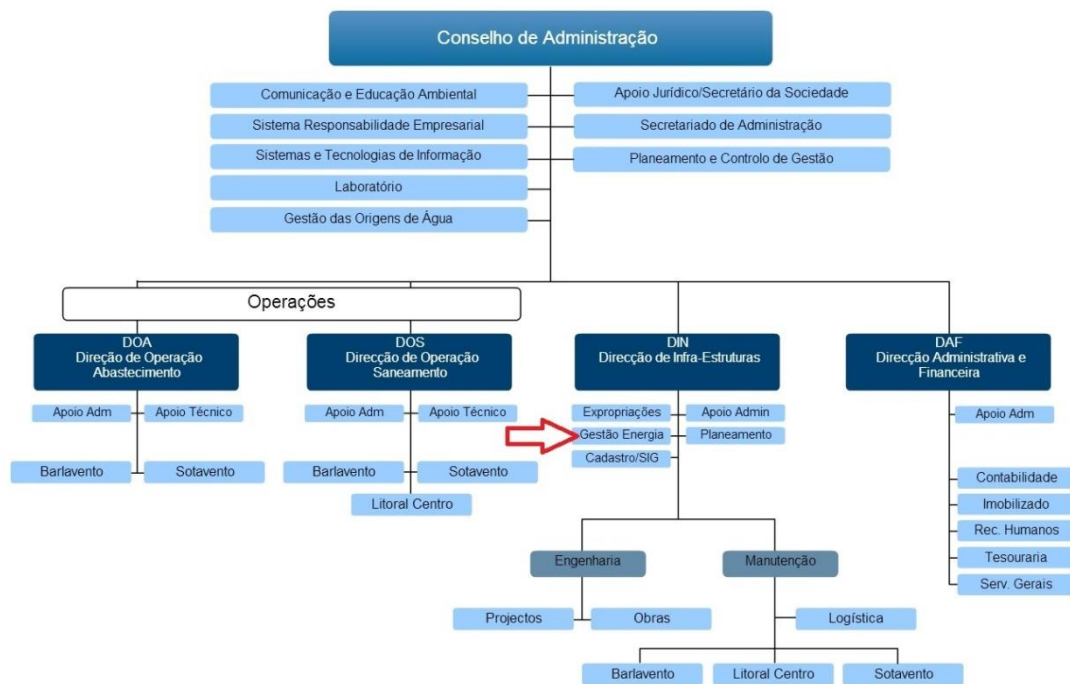 Conselho de Administração
Comunicação e Educação Ambiental
Apoio Jurídico/Secretário da Sociedade
Sistema Responsabilidade Empresarial
Secretariado de Administração
Sistemas e Tecnologias de Informação
Planeamento e Controlo de Gestão
Laboratório
Gestão das Origens de Água
Operações
DOA
Direção de Operação
Abastecimento
DOS
Direcção de Operação
Saneamento
DIN
Direcção de Infra-Estruturas
DAF
Direcção Administrativa e
Financeira
Apoio Adm
Apoio Técnico
Barlavento
Sotavento
Apoio Adm
Apoio Técnico
Barlavento
Sotavento
Litoral Centro
Expropriações
Apoio Admin
Gestão Energia
Planeamento
Cadastro/SIG
Engenharia
Manutenção
Projectos
Obras
Logística
Barlavento
Litoral Centro
Sotavento
Apoio Adm
Contabilidade
Imobilizado
Rec. Humanos
Tesouraria
Serv. Gerais